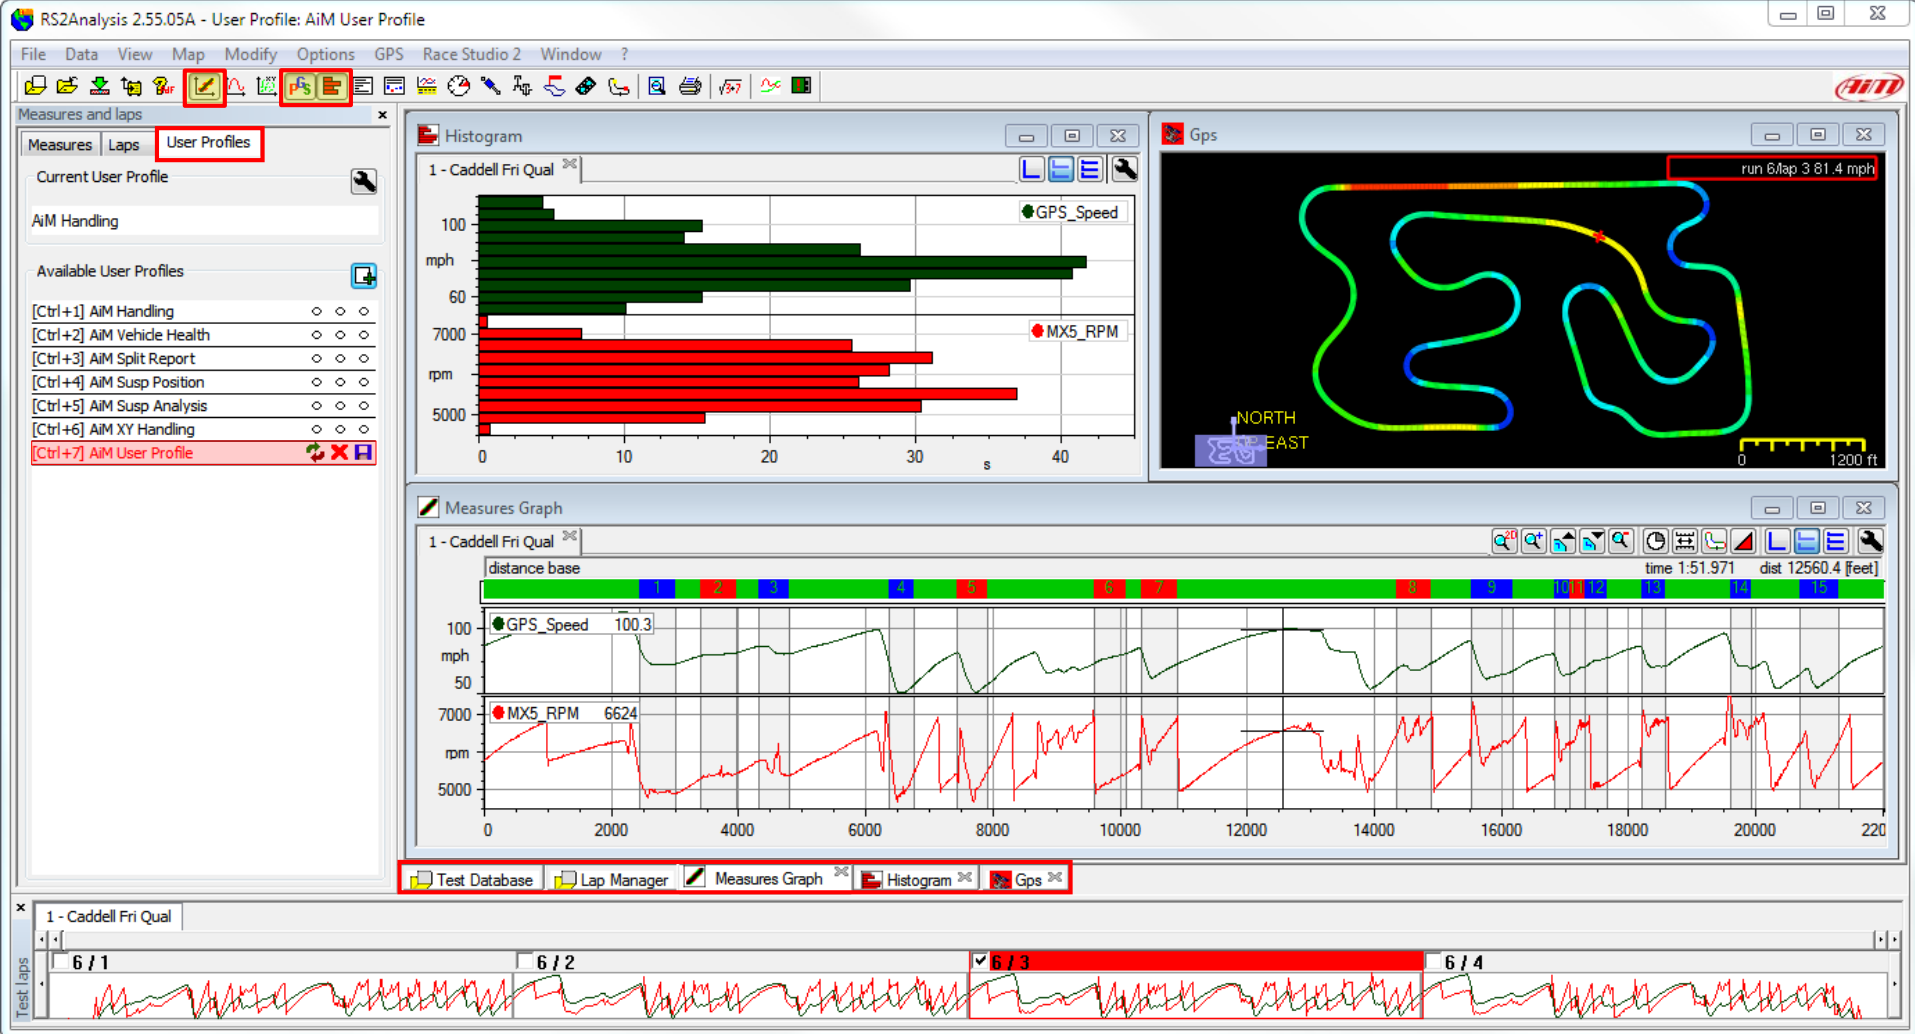 RS2Analysis 2.55.05A - User Profile: AiM User Profile
File Data View Map Modify Options GPS Race Studio 2 Window ?
AiM
Measures and laps
Measures Laps User Profiles
Current User Profile
AiM Handling
Available User Profiles
[Ctrl+1] AiM Handling
[Ctrl+2] AiM Vehicle Health
[Ctrl+3] AiM Split Report
[Ctrl+4] AiM Susp Position
[Ctrl+5] AiM Susp Analysis
[Ctrl+6] AiM XY Handling
[Ctrl+7] AiM User Profile
Histogram
1 - Caddell Fri Qual
GPS_Speed
100
mph
60
MX5_RPM
7000
rpm
5000
0 10 20 30 40
s
Gps
run 6/lap 3 81.4 mph
NORTH
EAST
0 1200 ft
Measures Graph
1 - Caddell Fri Qual
distance base
time 1:51.971 dist 12560.4 [feet]
1 2 3 4 5 6 7 8 9 10 11 12 13 14 15
GPS_Speed 100.3
100
mph
50
MX5_RPM 6624
7000
rpm
5000
0 2000 4000 6000 8000 10000 12000 14000 16000 18000 20000 220
Test Database Lap Manager Measures Graph Histogram Gps
1 - Caddell Fri Qual
Test laps
6 / 1 6 / 2 6 / 3 6 / 4